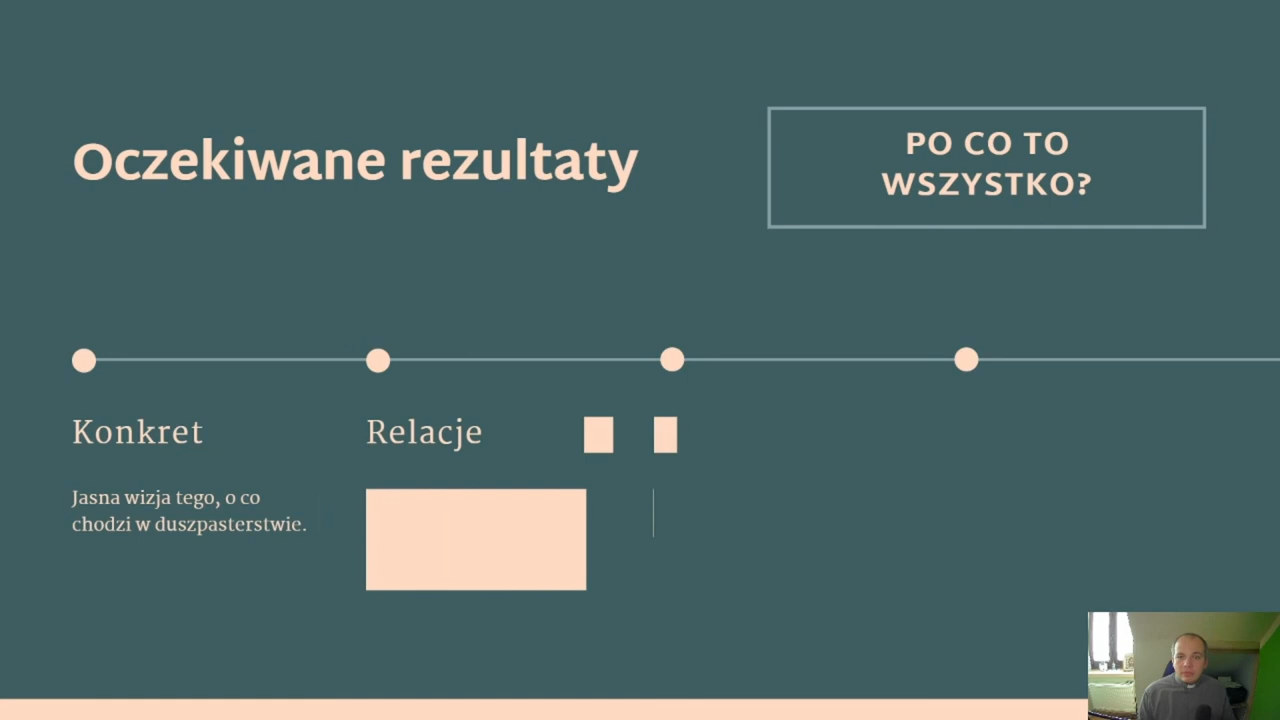 Oczekiwane rezultaty
PO CO TO
WSZYSTKO?
Konkret
Relacje
Jasna wizja tego, o co
chodzi w duszpasterstwie.